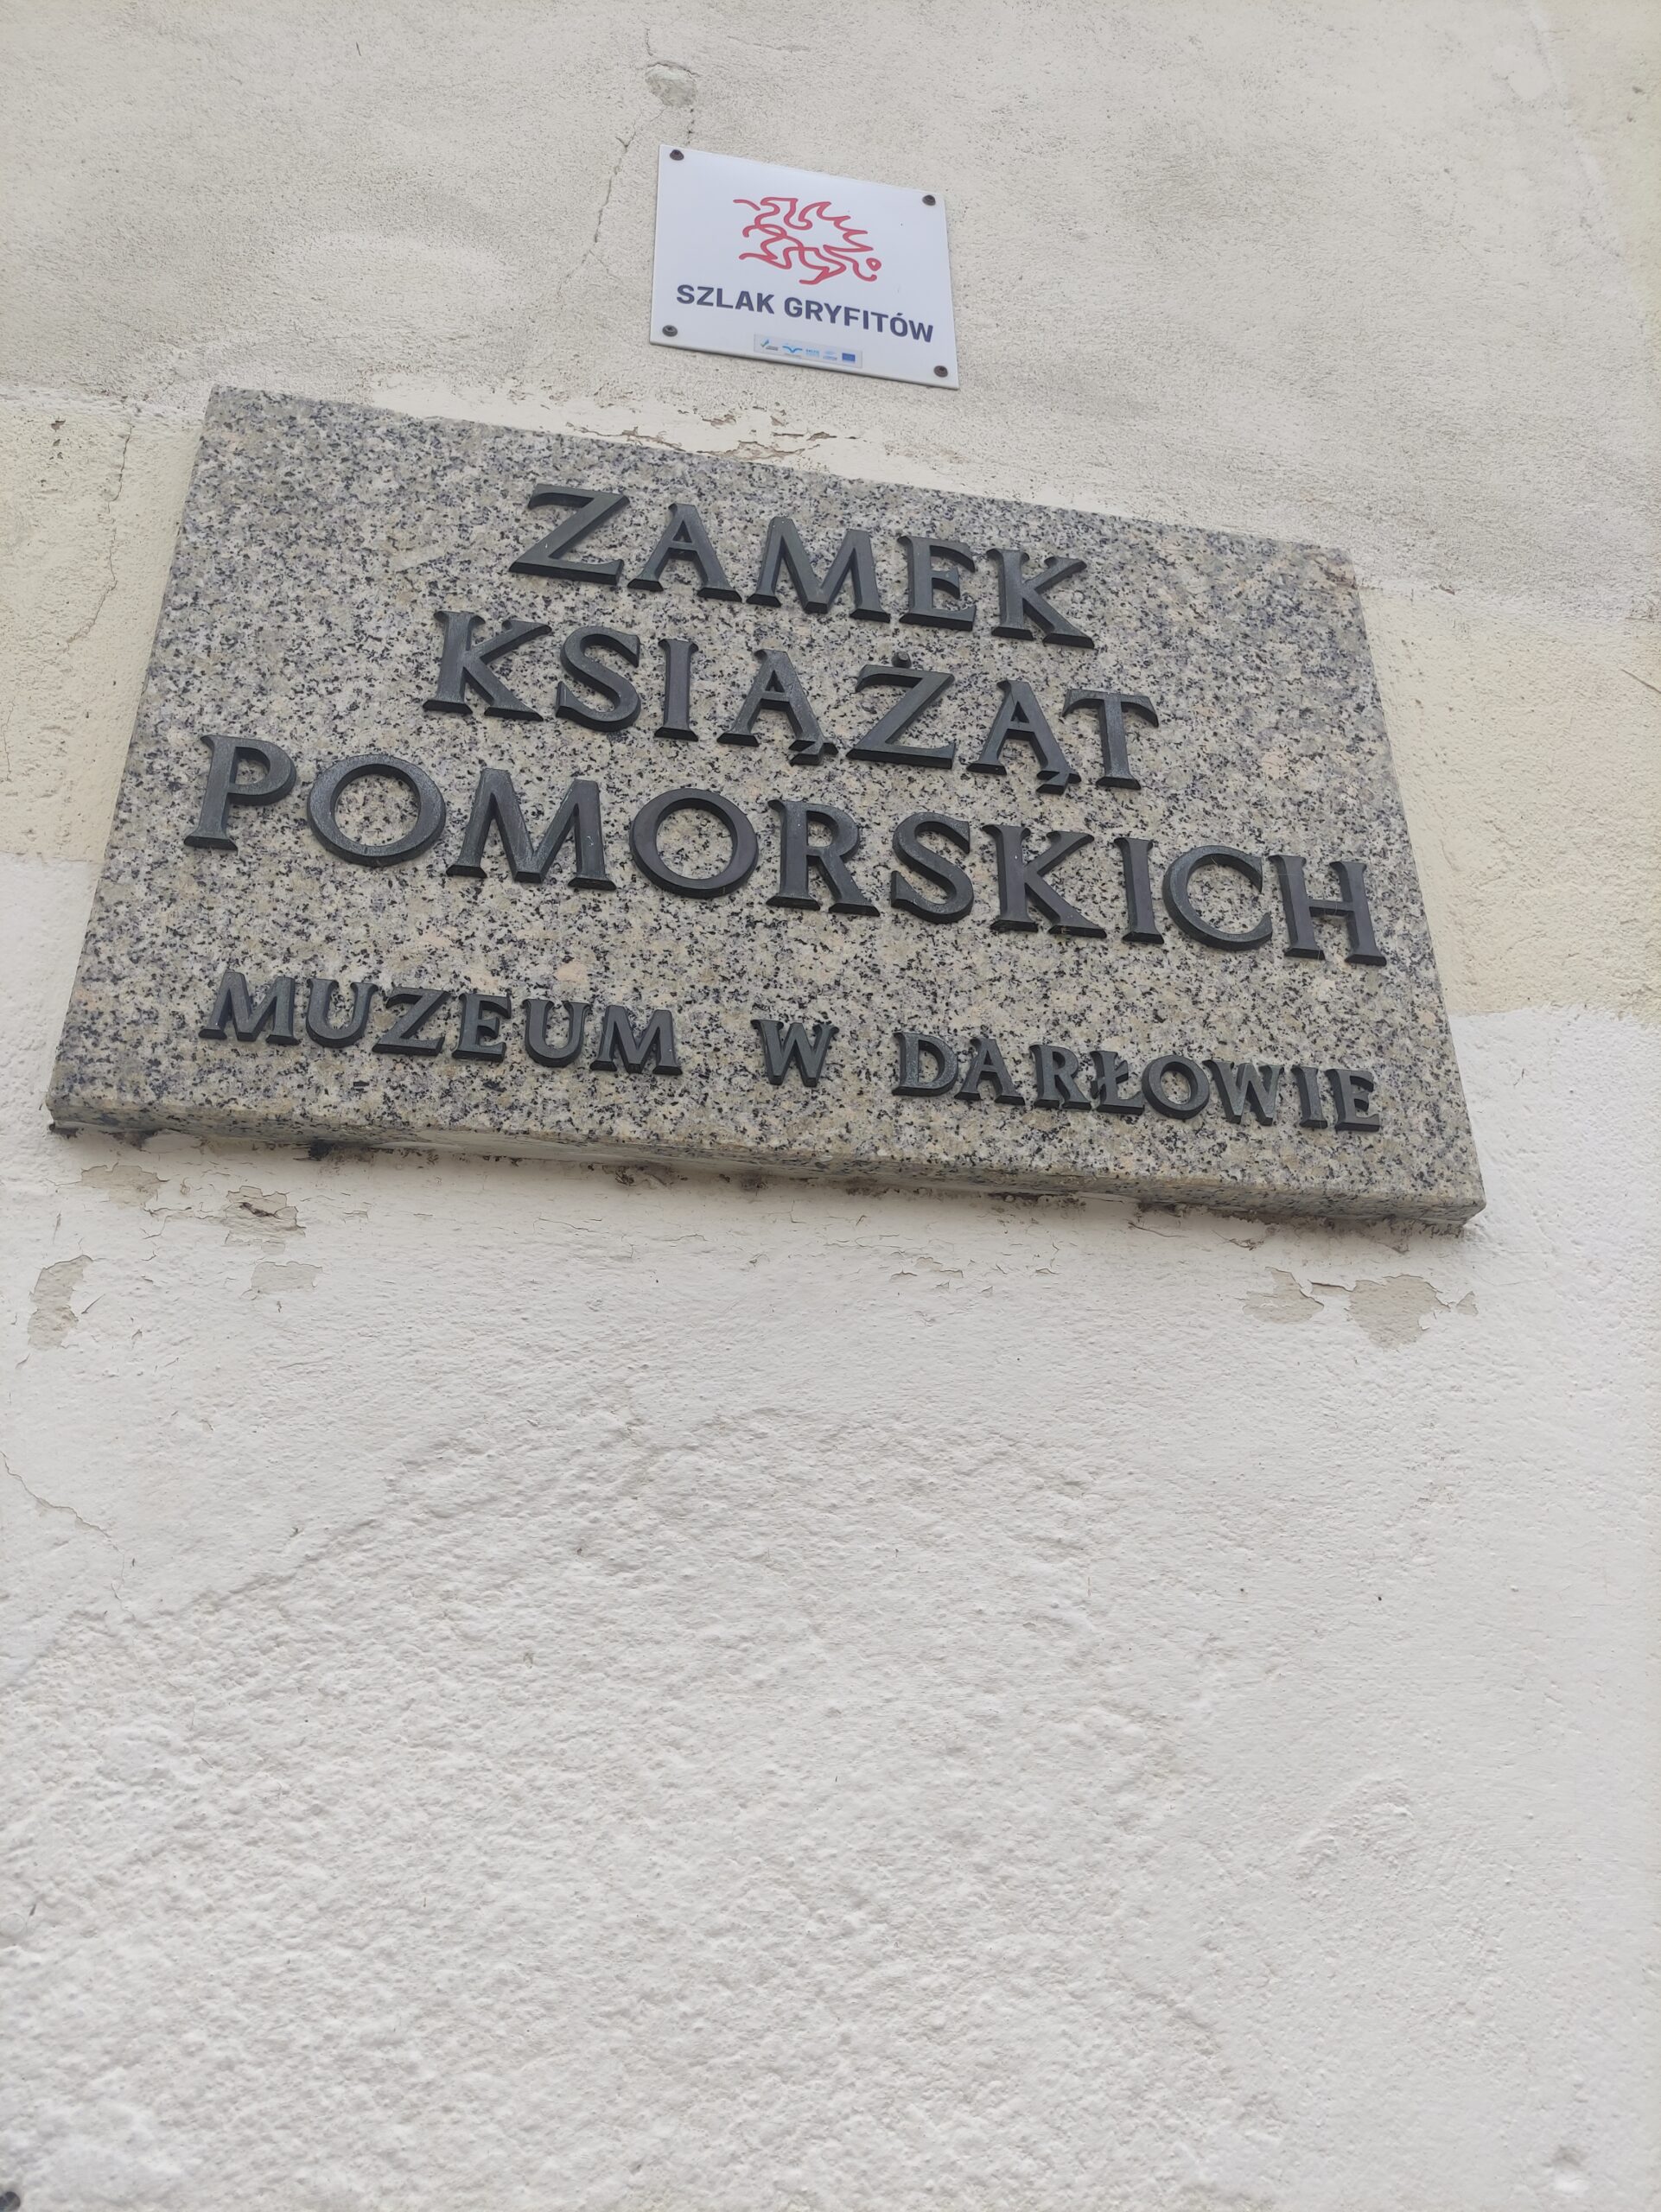 SZLAK GRYFITÓW
ZAMEK
KSIĄŻĄT
POMORSKICH
MUZEUM W DARŁOWIE